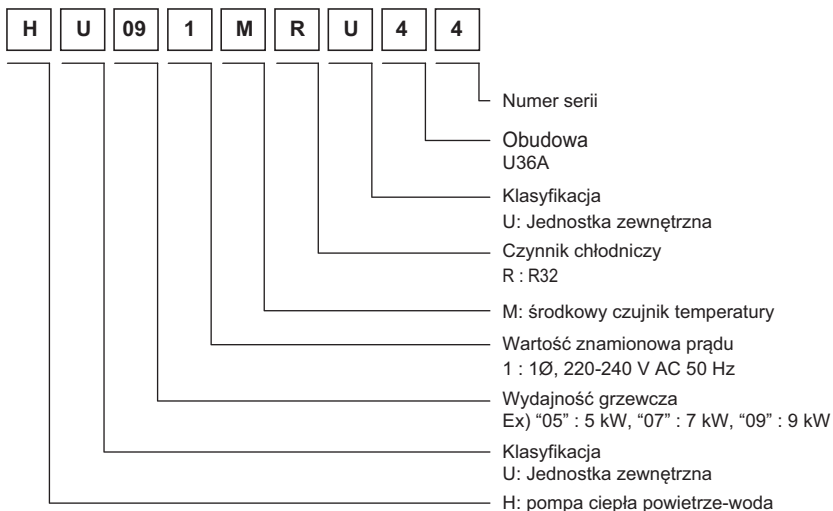 H U 09 1 M R U 4 4
Numer serii
Obudowa
U36A
Klasyfikacja
U: Jednostka zewnętrzna
Czynnik chłodniczy
R : R32
M: środkowy czujnik temperatury
Wartość znamionowa prądu
1 : 1Ø, 220-240 V AC 50 Hz
Wydajność grzewcza
Ex) “05” : 5 kW, “07” : 7 kW, “09” : 9 kW
Klasyfikacja
U: Jednostka zewnętrzna
H: pompa ciepła powietrze-woda